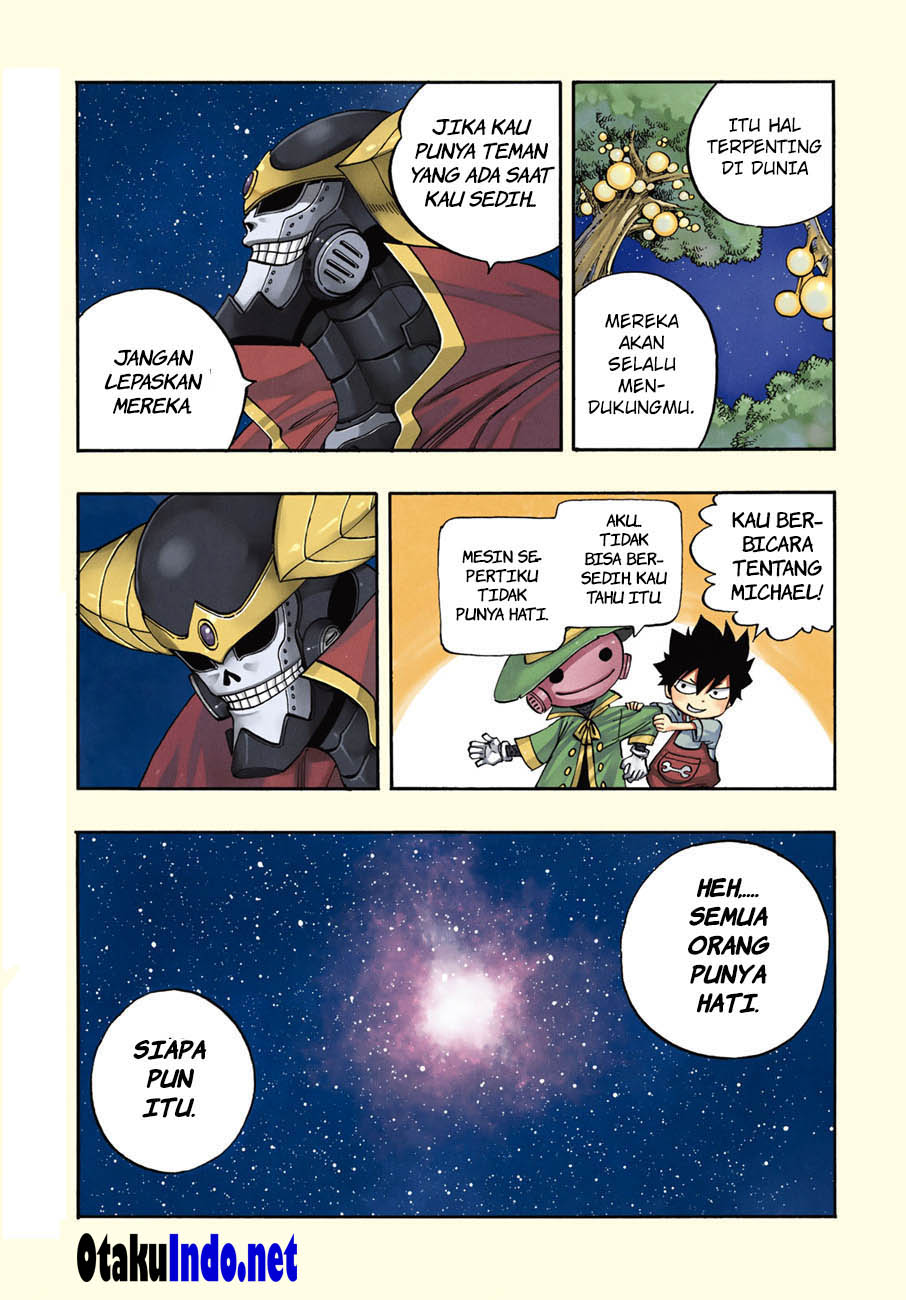 ITU HAL
TERPENTING
DI DUNIA
MEREKA
AKAN
SELALU
MEN-
DUKUNGMU.
JIKA KAU
PUNYA TEMAN
YANG ADA SAAT
KAU SEDIH.
JANGAN
LEPASKAN
MEREKA.
KAU BER-
BICARA
TENTANG
MICHAEL!
AKU.
TIDAK
BISA BER-
SEDIH. KAU
TAHU ITU.
MESIN SE-
PERTIKU
TIDAK
PUNYA HATI.
HEH,....
SEMUA
ORANG
PUNYA
HATI.
SIAPA
PUN
ITU.
OtakuIndo.net